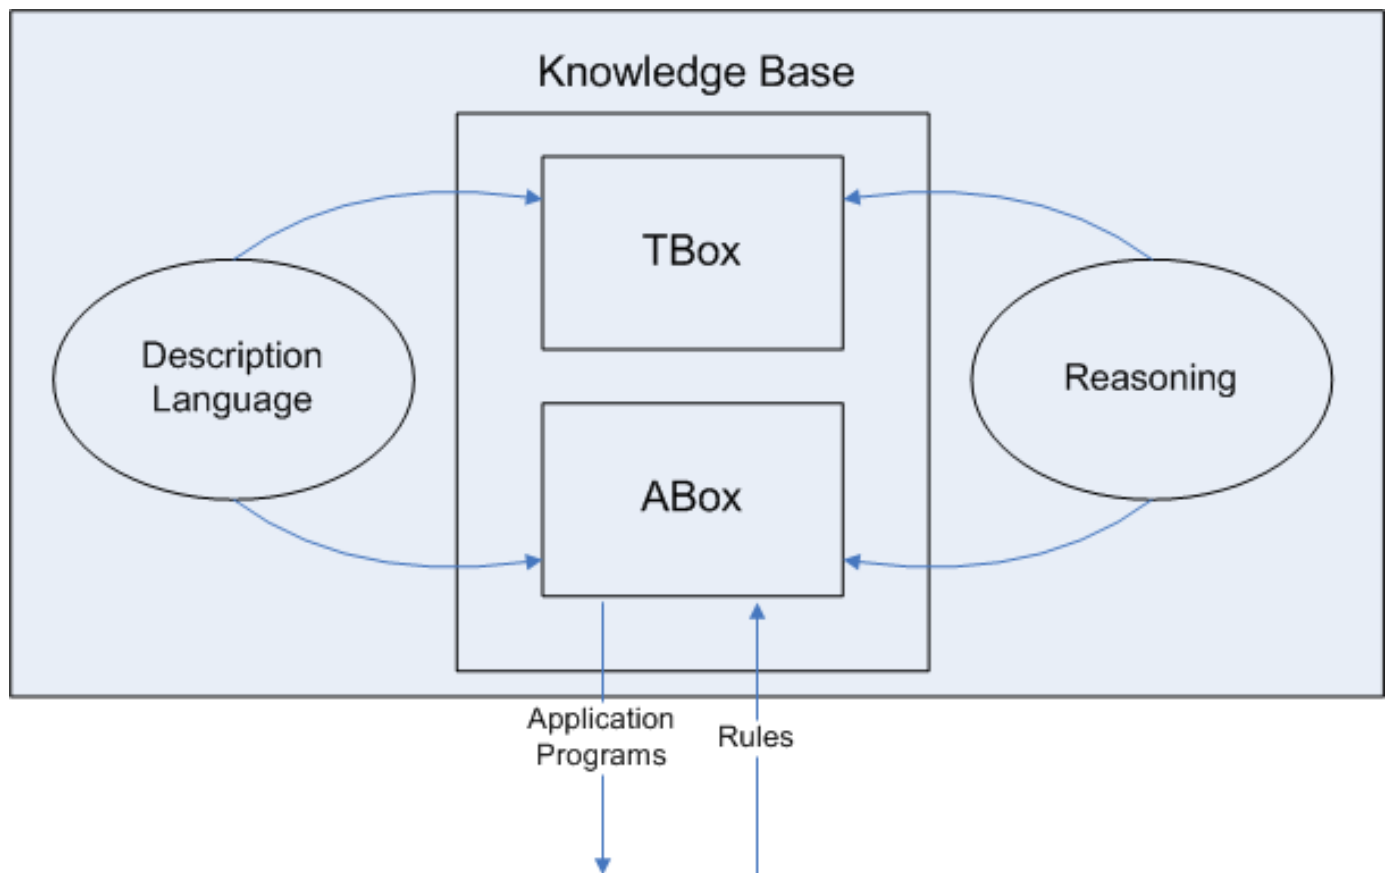 Knowledge Base
TBox
Description
Language
Reasoning
ABox
Application
Programs
Rules